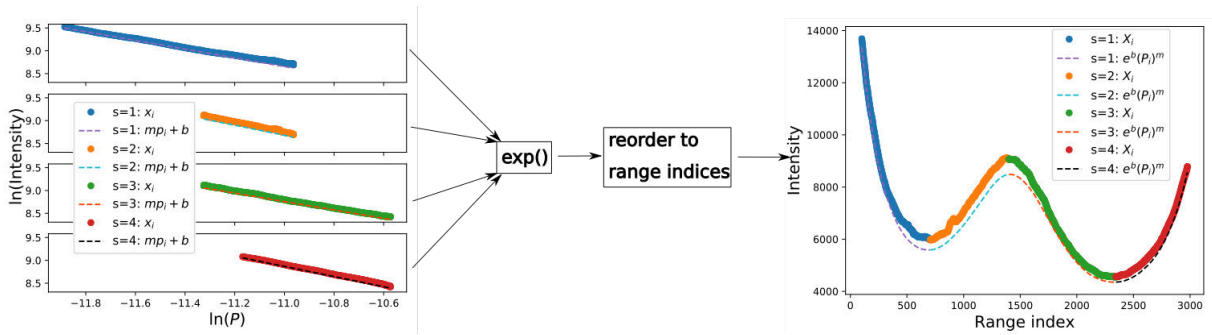 9.5
9.0
8.5
9.5
9.0
8.5
9.5
9.0
8.5
9.5
9.0
8.5
ln(Intensity)
s=1: xᵢ
s=1: mpᵢ + b
s=2: xᵢ
s=2: mpᵢ + b
s=3: xᵢ
s=3: mpᵢ + b
s=4: xᵢ
s=4: mpᵢ + b
−11.8 −11.6 −11.4 −11.2 −11.0 −10.8 −10.6
ln(P)
exp()
reorder to
range indices
14000
12000
10000
8000
6000
4000
Intensity
s=1: Xᵢ
s=1: eᵇ(Pᵢ)ᵐ
s=2: Xᵢ
s=2: eᵇ(Pᵢ)ᵐ
s=3: Xᵢ
s=3: eᵇ(Pᵢ)ᵐ
s=4: Xᵢ
s=4: eᵇ(Pᵢ)ᵐ
0 500 1000 1500 2000 2500 3000
Range index